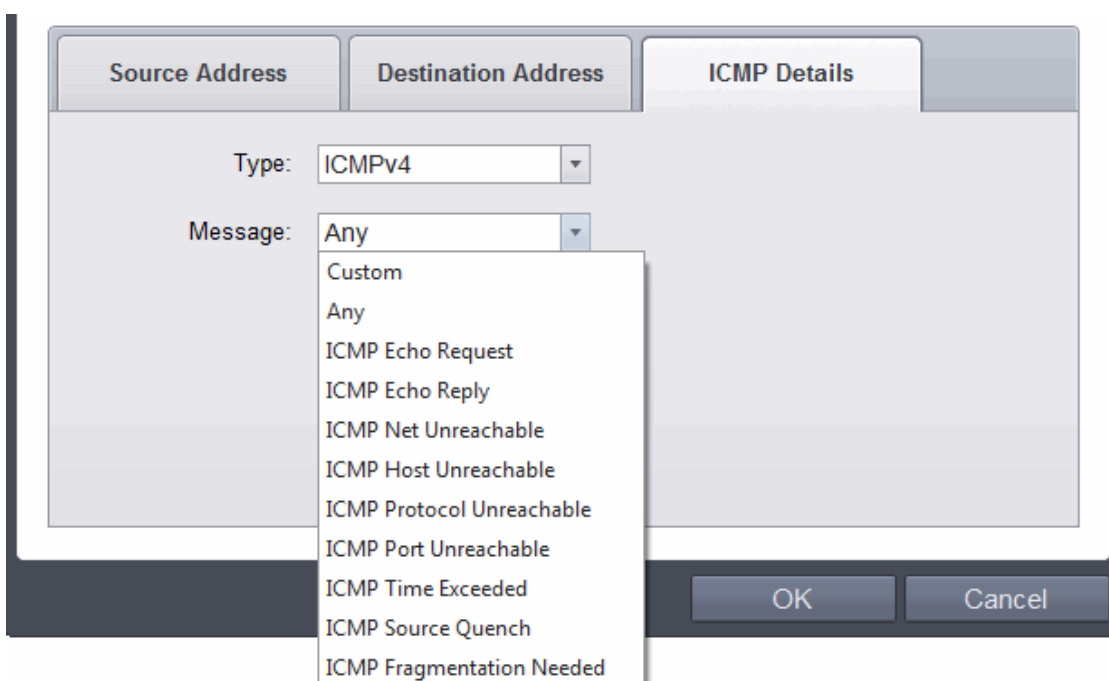 Source Address
Destination Address
ICMP Details
Type:
ICMPv4
Message:
Any
Custom
Any
ICMP Echo Request
ICMP Echo Reply
ICMP Net Unreachable
ICMP Host Unreachable
ICMP Protocol Unreachable
ICMP Port Unreachable
ICMP Time Exceeded
ICMP Source Quench
ICMP Fragmentation Needed
OK
Cancel